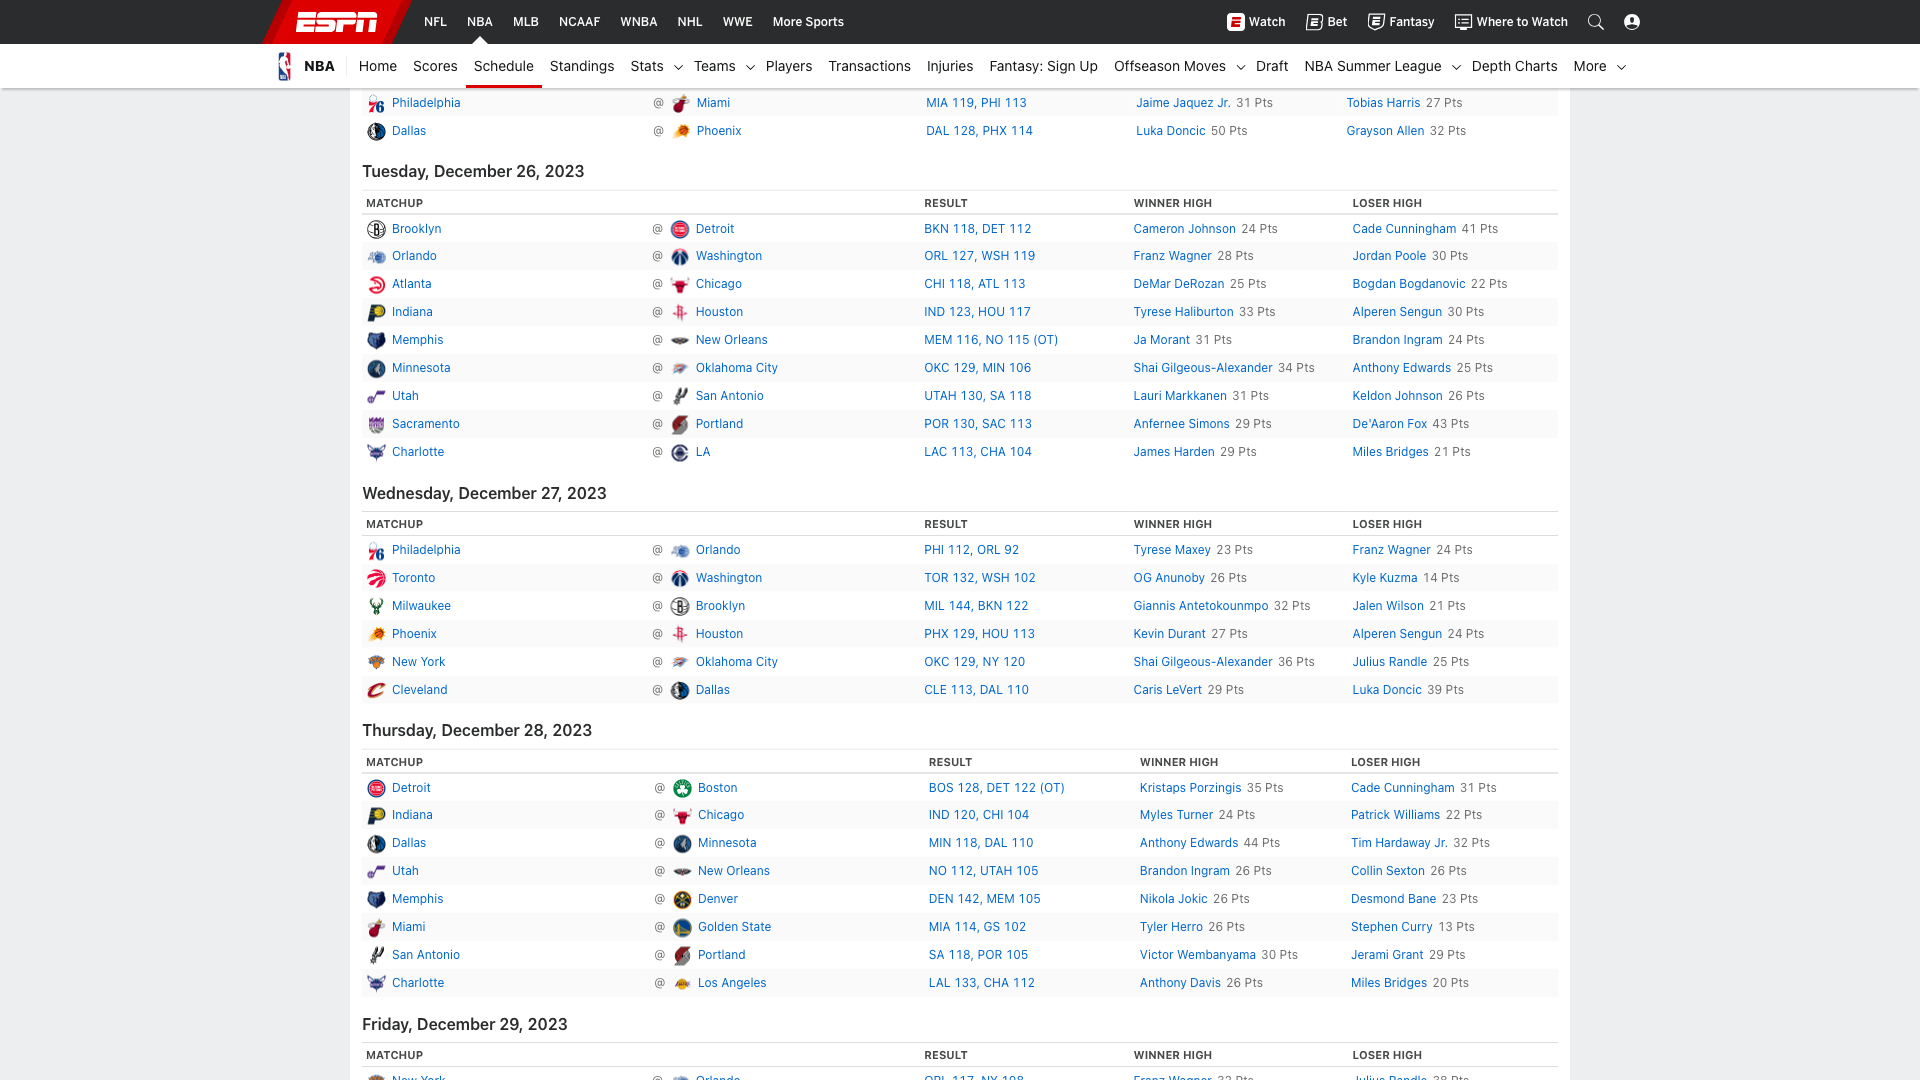 ESPN NFL NBA MLB NCAAF WNBA NHL WWE More Sports Watch Bet Fantasy Where to Watch
NBA Home Scores Schedule Standings Stats Teams Players Transactions Injuries Fantasy: Sign Up Offseason Moves Draft NBA Summer League Depth Charts More
Philadelphia @ Miami MIA 119, PHI 113 Jaime Jaquez Jr. 31 Pts Tobias Harris 27 Pts
Dallas @ Phoenix DAL 128, PHX 114 Luka Doncic 50 Pts Grayson Allen 32 Pts
Tuesday, December 26, 2023
MATCHUP RESULT WINNER HIGH LOSER HIGH
Brooklyn @ Detroit BKN 118, DET 112 Cameron Johnson 24 Pts Cade Cunningham 41 Pts
Orlando @ Washington ORL 127, WSH 119 Franz Wagner 28 Pts Jordan Poole 30 Pts
Atlanta @ Chicago CHI 118, ATL 113 DeMar DeRozan 25 Pts Bogdan Bogdanovic 22 Pts
Indiana @ Houston IND 123, HOU 117 Tyrese Haliburton 33 Pts Alperen Sengun 30 Pts
Memphis @ New Orleans MEM 116, NO 115 (OT) Ja Morant 31 Pts Brandon Ingram 24 Pts
Minnesota @ Oklahoma City OKC 129, MIN 106 Shai Gilgeous-Alexander 34 Pts Anthony Edwards 25 Pts
Utah @ San Antonio UTAH 130, SA 118 Lauri Markkanen 31 Pts Keldon Johnson 26 Pts
Sacramento @ Portland POR 130, SAC 113 Anfernee Simons 29 Pts De'Aaron Fox 43 Pts
Charlotte @ LA LAC 113, CHA 104 James Harden 29 Pts Miles Bridges 21 Pts
Wednesday, December 27, 2023
MATCHUP RESULT WINNER HIGH LOSER HIGH
Philadelphia @ Orlando PHI 112, ORL 92 Tyrese Maxey 23 Pts Franz Wagner 24 Pts
Toronto @ Washington TOR 132, WSH 102 OG Anunoby 26 Pts Kyle Kuzma 14 Pts
Milwaukee @ Brooklyn MIL 144, BKN 122 Giannis Antetokounmpo 32 Pts Jalen Wilson 21 Pts
Phoenix @ Houston PHX 129, HOU 113 Kevin Durant 27 Pts Alperen Sengun 24 Pts
New York @ Oklahoma City OKC 129, NY 120 Shai Gilgeous-Alexander 36 Pts Julius Randle 25 Pts
Cleveland @ Dallas CLE 113, DAL 110 Caris LeVert 29 Pts Luka Doncic 39 Pts
Thursday, December 28, 2023
MATCHUP RESULT WINNER HIGH LOSER HIGH
Detroit @ Boston BOS 128, DET 122 (OT) Kristaps Porzingis 35 Pts Cade Cunningham 31 Pts
Indiana @ Chicago IND 120, CHI 104 Myles Turner 24 Pts Patrick Williams 22 Pts
Dallas @ Minnesota MIN 118, DAL 110 Anthony Edwards 44 Pts Tim Hardaway Jr. 32 Pts
Utah @ New Orleans NO 112, UTAH 105 Brandon Ingram 26 Pts Collin Sexton 26 Pts
Memphis @ Denver DEN 142, MEM 105 Nikola Jokic 26 Pts Desmond Bane 23 Pts
Miami @ Golden State MIA 114, GS 102 Tyler Herro 26 Pts Stephen Curry 13 Pts
San Antonio @ Portland SA 118, POR 105 Victor Wembanyama 30 Pts Jerami Grant 29 Pts
Charlotte @ Los Angeles LAL 133, CHA 112 Anthony Davis 26 Pts Miles Bridges 20 Pts
Friday, December 29, 2023
MATCHUP RESULT WINNER HIGH LOSER HIGH
New York @ Orlando ORL 117, NY 108 Franz Wagner 32 Pts Julius Randle 38 Pts